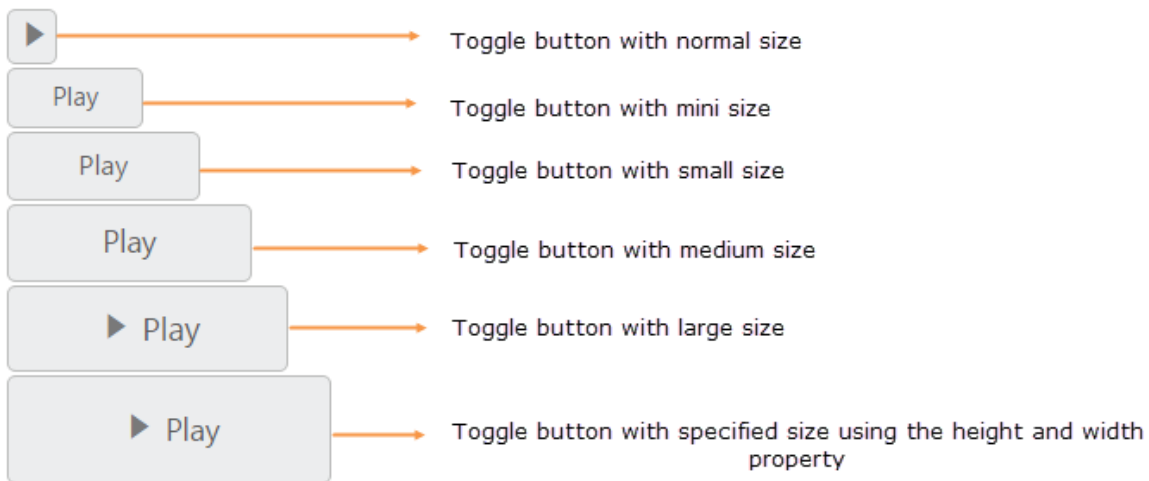 Toggle button with normal size
Play
Toggle button with mini size
Play
Toggle button with small size
Play
Toggle button with medium size
Play
Toggle button with large size
Play
Toggle button with specified size using the height and width
property